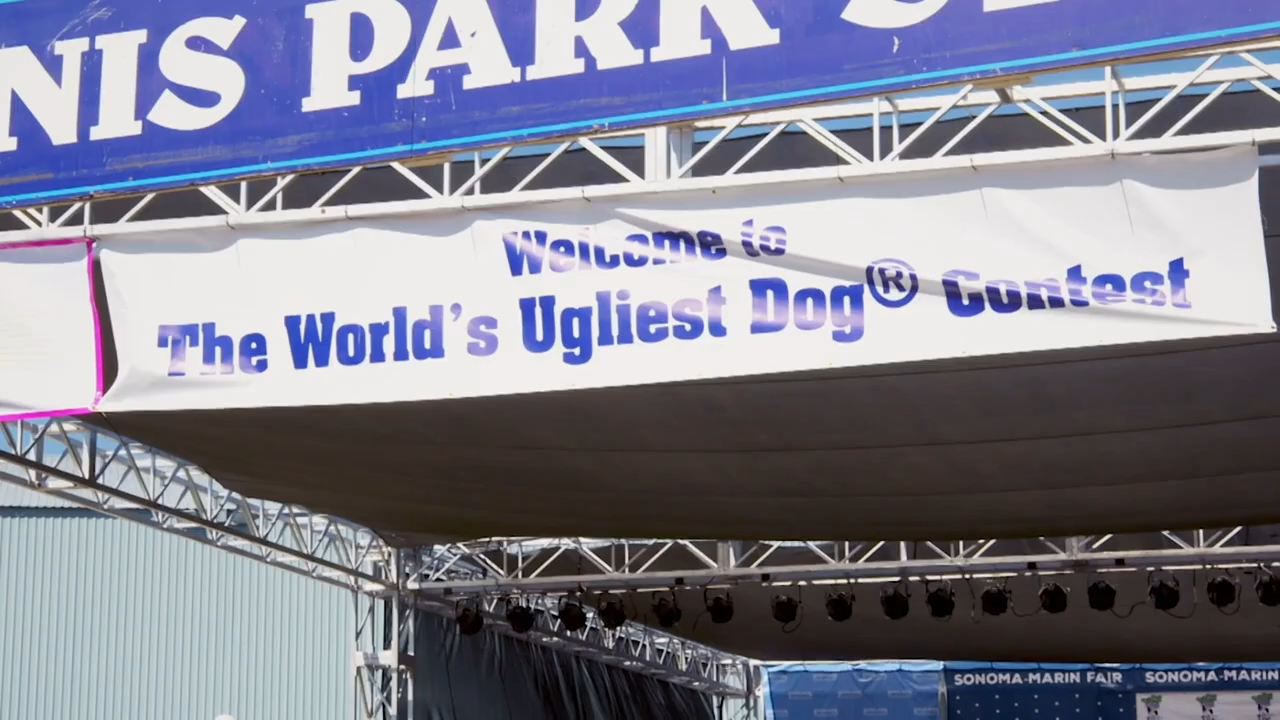 NIS PARK S
Welcome to
The World's Ugliest Dog® Contest
SONOMA-MARIN FAIR
SONOMA-MARIN